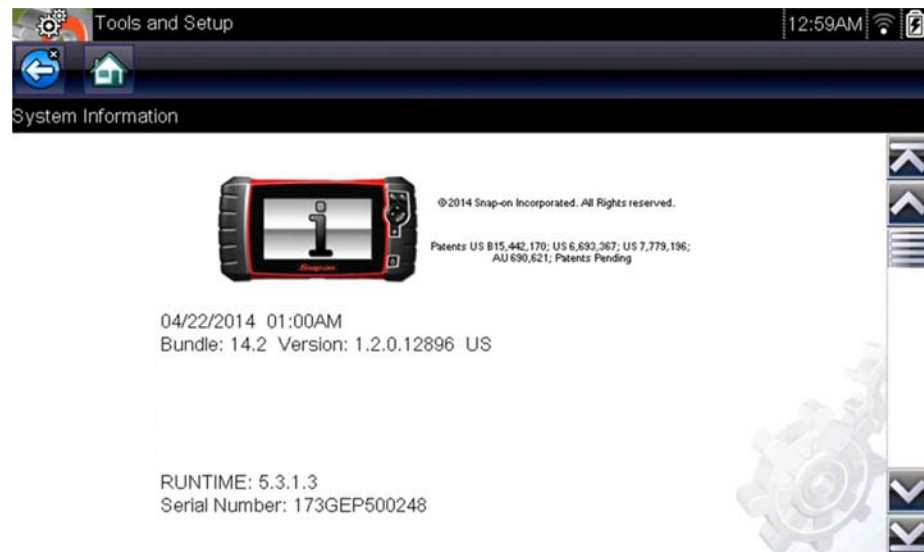 Tools and Setup
12:59AM
System Information
©2014 Snap-on Incorporated. All Rights reserved.
Patents US B15,442,170; US 6,693,367; US 7,779,196;
AU 690,621; Patents Pending
Snap-on
04/22/2014 01:00AM
Bundle: 14.2 Version: 1.2.0.12896 US
RUNTIME: 5.3.1.3
Serial Number: 173GEP500248